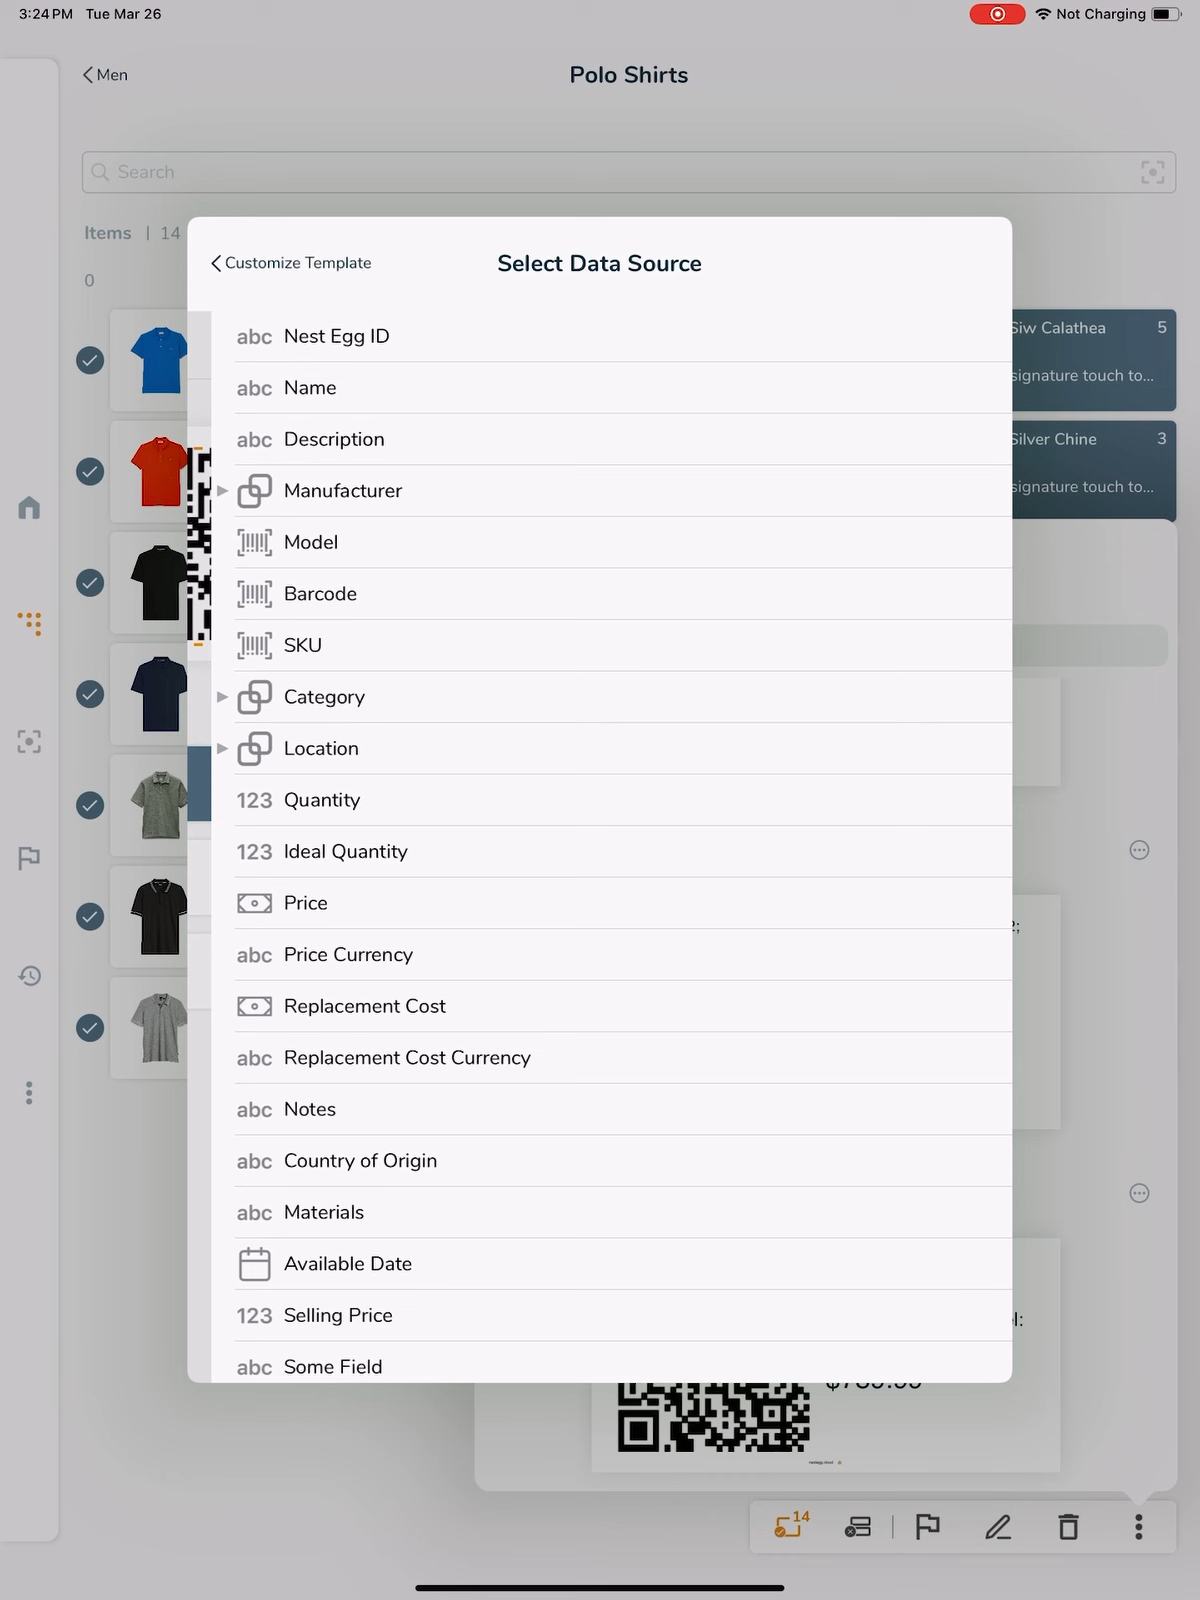 3:24 PM Tue Mar 26
Not Charging
Men
Polo Shirts
Search
Items | 14
0
Customize Template
Select Data Source
abc Nest Egg ID
abc Name
abc Description
Manufacturer
Model
Barcode
SKU
Category
Location
123 Quantity
123 Ideal Quantity
Price
abc Price Currency
Replacement Cost
abc Replacement Cost Currency
abc Notes
abc Country of Origin
abc Materials
Available Date
123 Selling Price
abc Some Field
Siw Calathea 5
signature touch to...
Silver Chine 3
signature touch to...
14